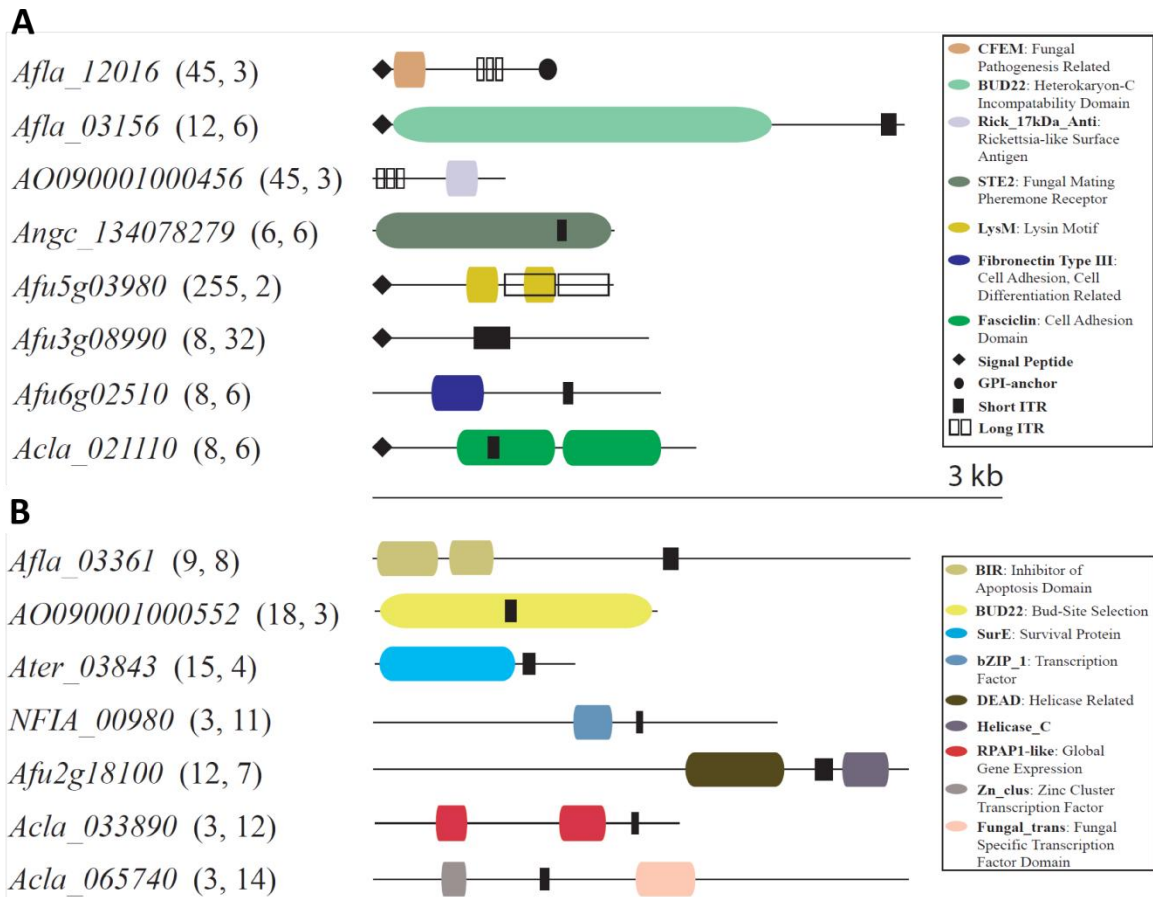 A
Afla_12016 (45, 3)
Afla_03156 (12, 6)
AO090001000456 (45, 3)
Angc_134078279 (6, 6)
Afu5g03980 (255, 2)
Afu3g08990 (8, 32)
Afu6g02510 (8, 6)
Acla_021110 (8, 6)
CFEM: Fungal
Pathogenesis Related
BUD22: Heterokaryon-C
Incompatability Domain
Rick_17kDa_Anti:
Rickettsia-like Surface
Antigen
STE2: Fungal Mating
Pheremone Receptor
LysM: Lysin Motif
Fibronectin Type III:
Cell Adhesion, Cell
Differentiation Related
Fasciclin: Cell Adhesion
Domain
Signal Peptide
GPI-anchor
Short ITR
Long ITR
3 kb
B
Afla_03361 (9, 8)
AO090001000552 (18, 3)
Ater_03843 (15, 4)
NFIA_00980 (3, 11)
Afu2g18100 (12, 7)
Acla_033890 (3, 12)
Acla_065740 (3, 14)
BIR: Inhibitor of
Apoptosis Domain
BUD22: Bud-Site Selection
SurE: Survival Protein
bZIP_1: Transcription
Factor
DEAD: Helicase Related
Helicase_C
RPAP1-like: Global
Gene Expression
Zn_clus: Zinc Cluster
Transcription Factor
Fungal_trans: Fungal
Specific Transcription
Factor Domain